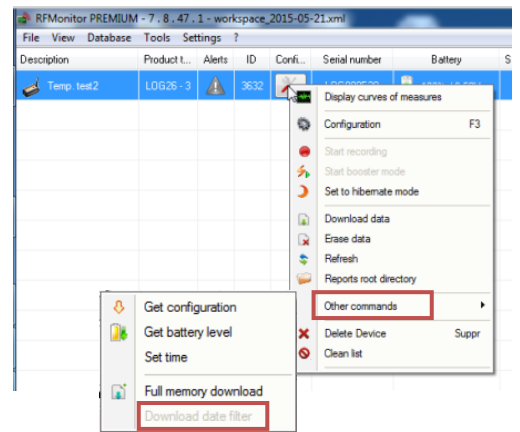 RFMonitor PREMIUM - 7 . 8 . 47 . 1 - workspace_2015-05-21.xml
File View Database Tools Settings ?
Description Product t... Alerts ID Confi... Serial number Battery S
Temp. test2 LOG26 - 3 3632
Display curves of measures
Configuration F3
Start recording
Start booster mode
Set to hibernate mode
Download data
Erase data
Refresh
Reports root directory
Other commands
Delete Device Suppr
Clean list
Get configuration
Get battery level
Set time
Full memory download
Download date filter